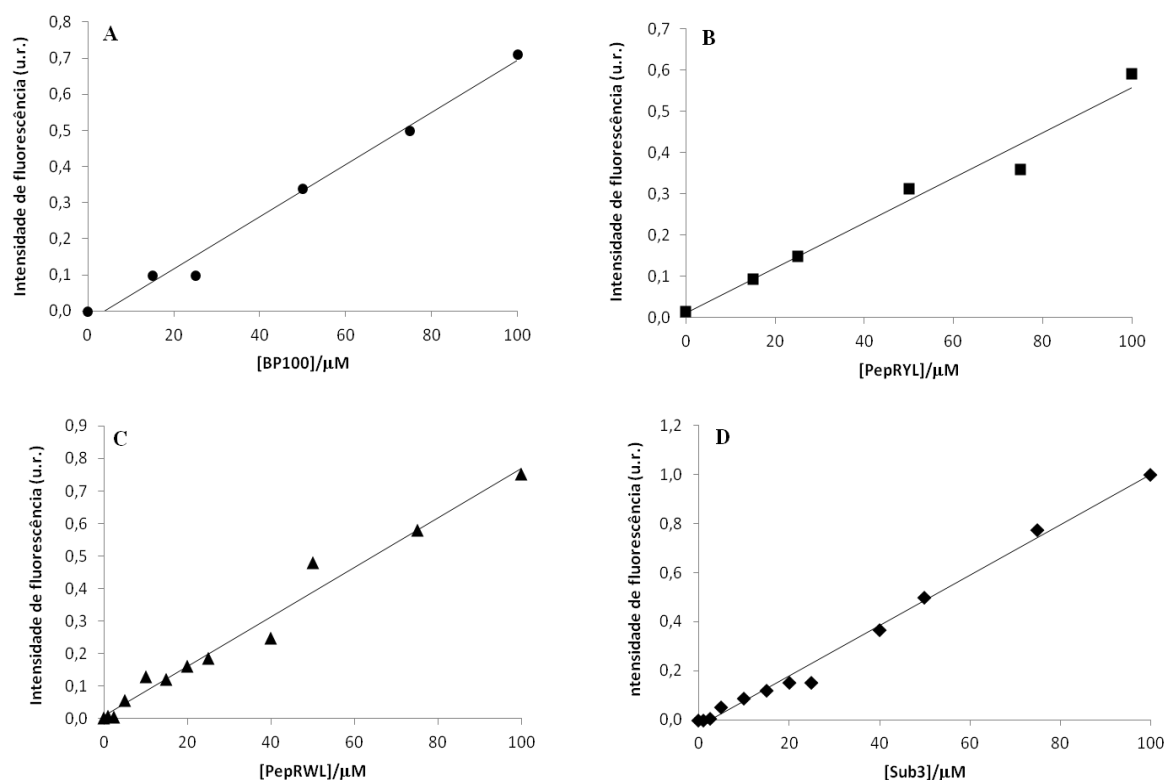 A
Intensidade de fluorescência (u.r.)
0,8
0,7
0,6
0,5
0,4
0,3
0,2
0,1
0,0
0 20 40 60 80 100
[BP100]/μM
B
Intensidade de fluorescência (u.r.)
0,7
0,6
0,5
0,4
0,3
0,2
0,1
0,0
0 20 40 60 80 100
[PepRYL]/μM
C
Intensidade de fluorescência (u.r.)
0,9
0,8
0,7
0,6
0,5
0,4
0,3
0,2
0,1
0,0
0 20 40 60 80 100
[PepRWL]/μM
D
ntensidade de fluorescência (u.r.)
1,2
1,0
0,8
0,6
0,4
0,2
0,0
0 20 40 60 80 100
[Sub3]/μM